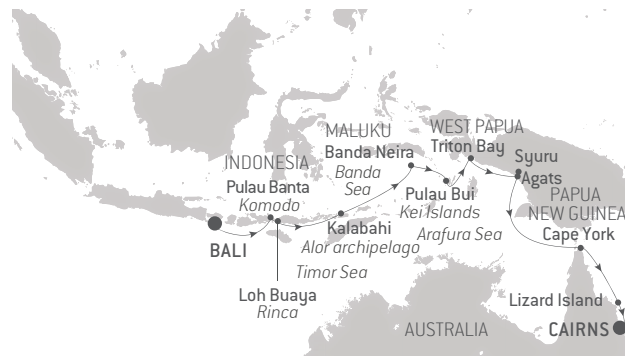 MALUKU
WEST PAPUA
Triton Bay
Banda Neira
Syuru
Agats
INDONESIA
Banda
Sea
Pulau Banta
Komodo
Pulau Bui
Kei Islands
PAPUA
NEW GUINEA
Kalabahi
Alor archipelago
Arafura Sea
Cape York
BALI
Timor Sea
Loh Buaya
Rinca
Lizard Island
AUSTRALIA
CAIRNS